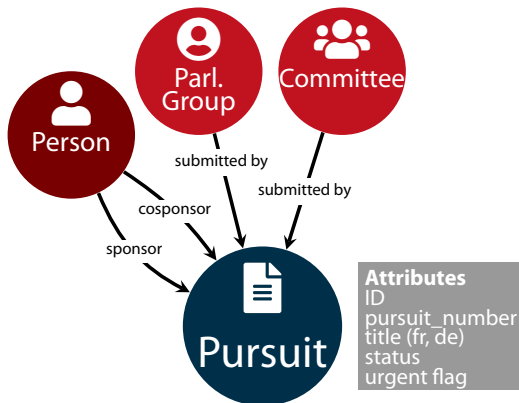 Parl.
Group
Committee
Person
submitted by
submitted by
cosponsor
sponsor
Pursuit
Attributes
ID
pursuit_number
title (fr, de)
status
urgent flag